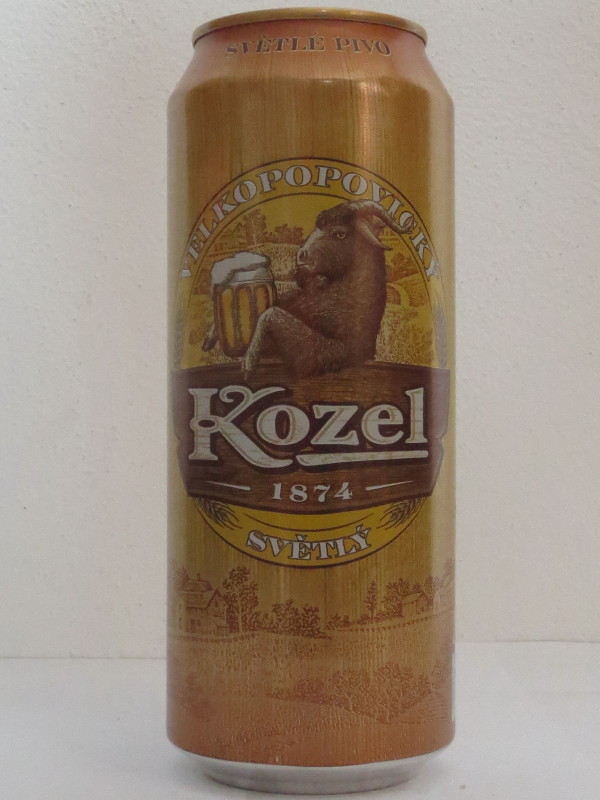 SVĚTLÉ PIVO
VELKOPOPOVICKÝ
Kozel
1874
SVĚTLÝ